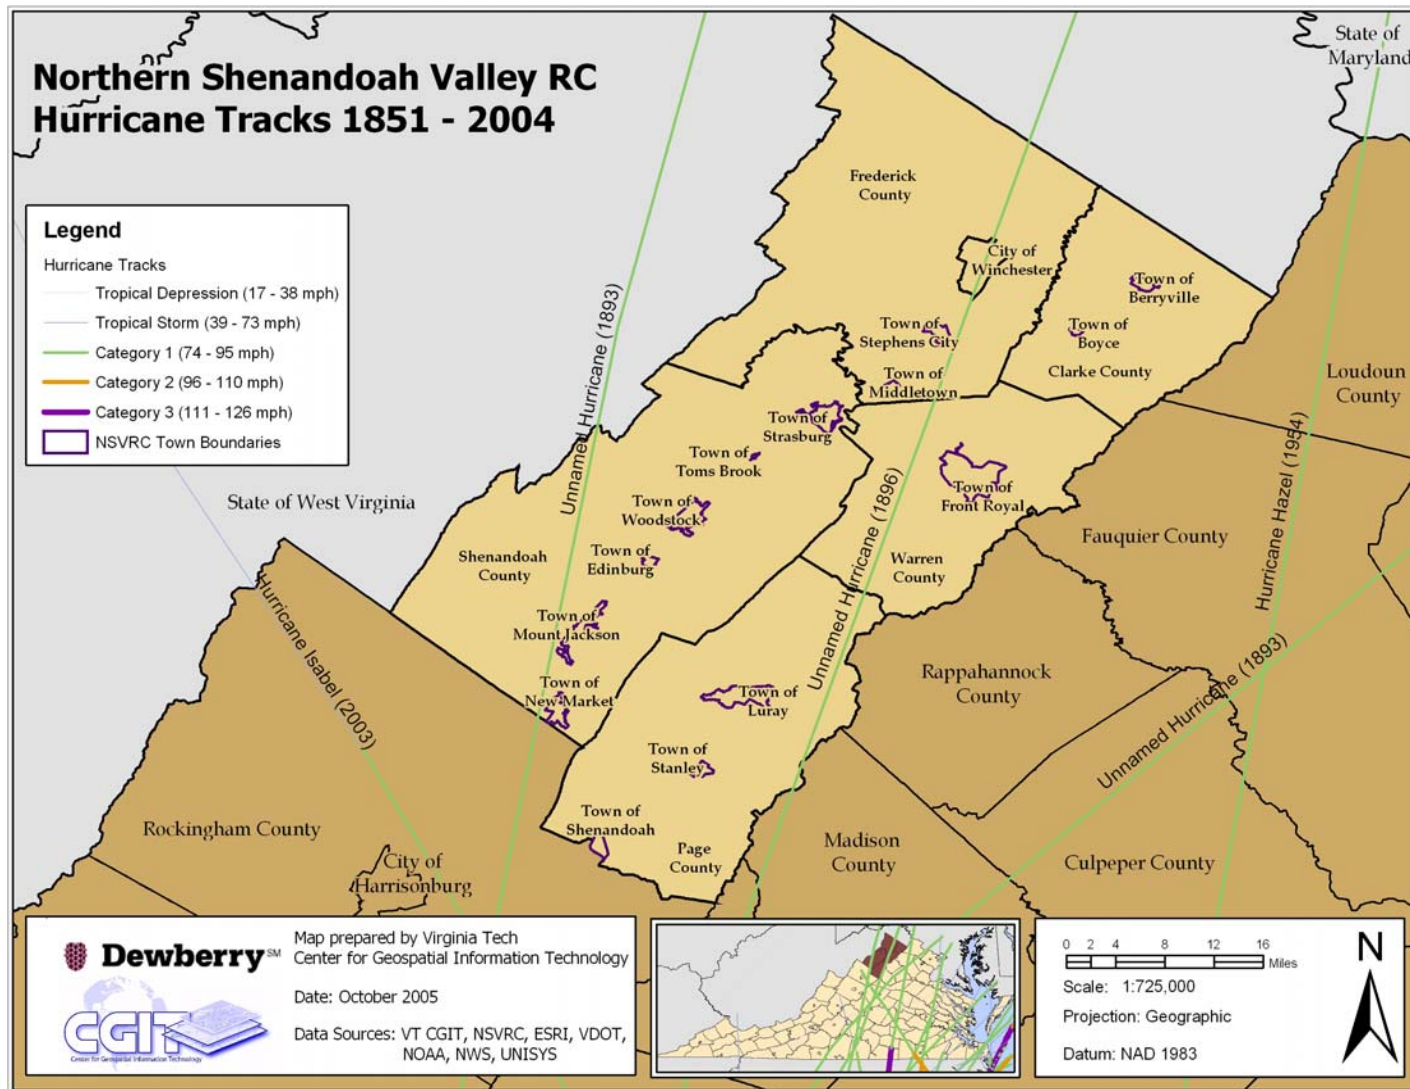 Northern Shenandoah Valley RC
Hurricane Tracks 1851 - 2004
State of
Maryland
Legend
Hurricane Tracks
Tropical Depression (17 - 38 mph)
Tropical Storm (39 - 73 mph)
Category 1 (74 - 95 mph)
Category 2 (96 - 110 mph)
Category 3 (111 - 126 mph)
NSVRC Town Boundaries
Frederick
County
City of
Winchester
Town of
Berryville
Town of
Boyce
Clarke County
Town of
Stephens City
Town of
Middletown
Loudoun
County
Unnamed Hurricane (1893)
Town of
Strasburg
Town of
Toms Brook
Town of
Woodstock
Town of
Edinburg
Shenandoah
County
Town of
Mount Jackson
Town of
New Market
State of West Virginia
Town of
Front Royal
Warren
County
Unnamed Hurricane (1896)
Fauquier County
Hurricane Hazel (1954)
Rappahannock
County
Unnamed Hurricane (1893)
Hurricane Isabel (2003)
Town of
Luray
Town of
Stanley
Town of
Shenandoah
Page
County
Rockingham County
City of
Harrisonburg
Madison
County
Culpeper County
Dewberry SM
CGIT
Center for Geospatial Information Technology
Map prepared by Virginia Tech
Center for Geospatial Information Technology
Date: October 2005
Data Sources: VT CGIT, NSVRC, ESRI, VDOT,
NOAA, NWS, UNISYS
0 2 4 8 12 16
Miles
Scale: 1:725,000
Projection: Geographic
Datum: NAD 1983
N